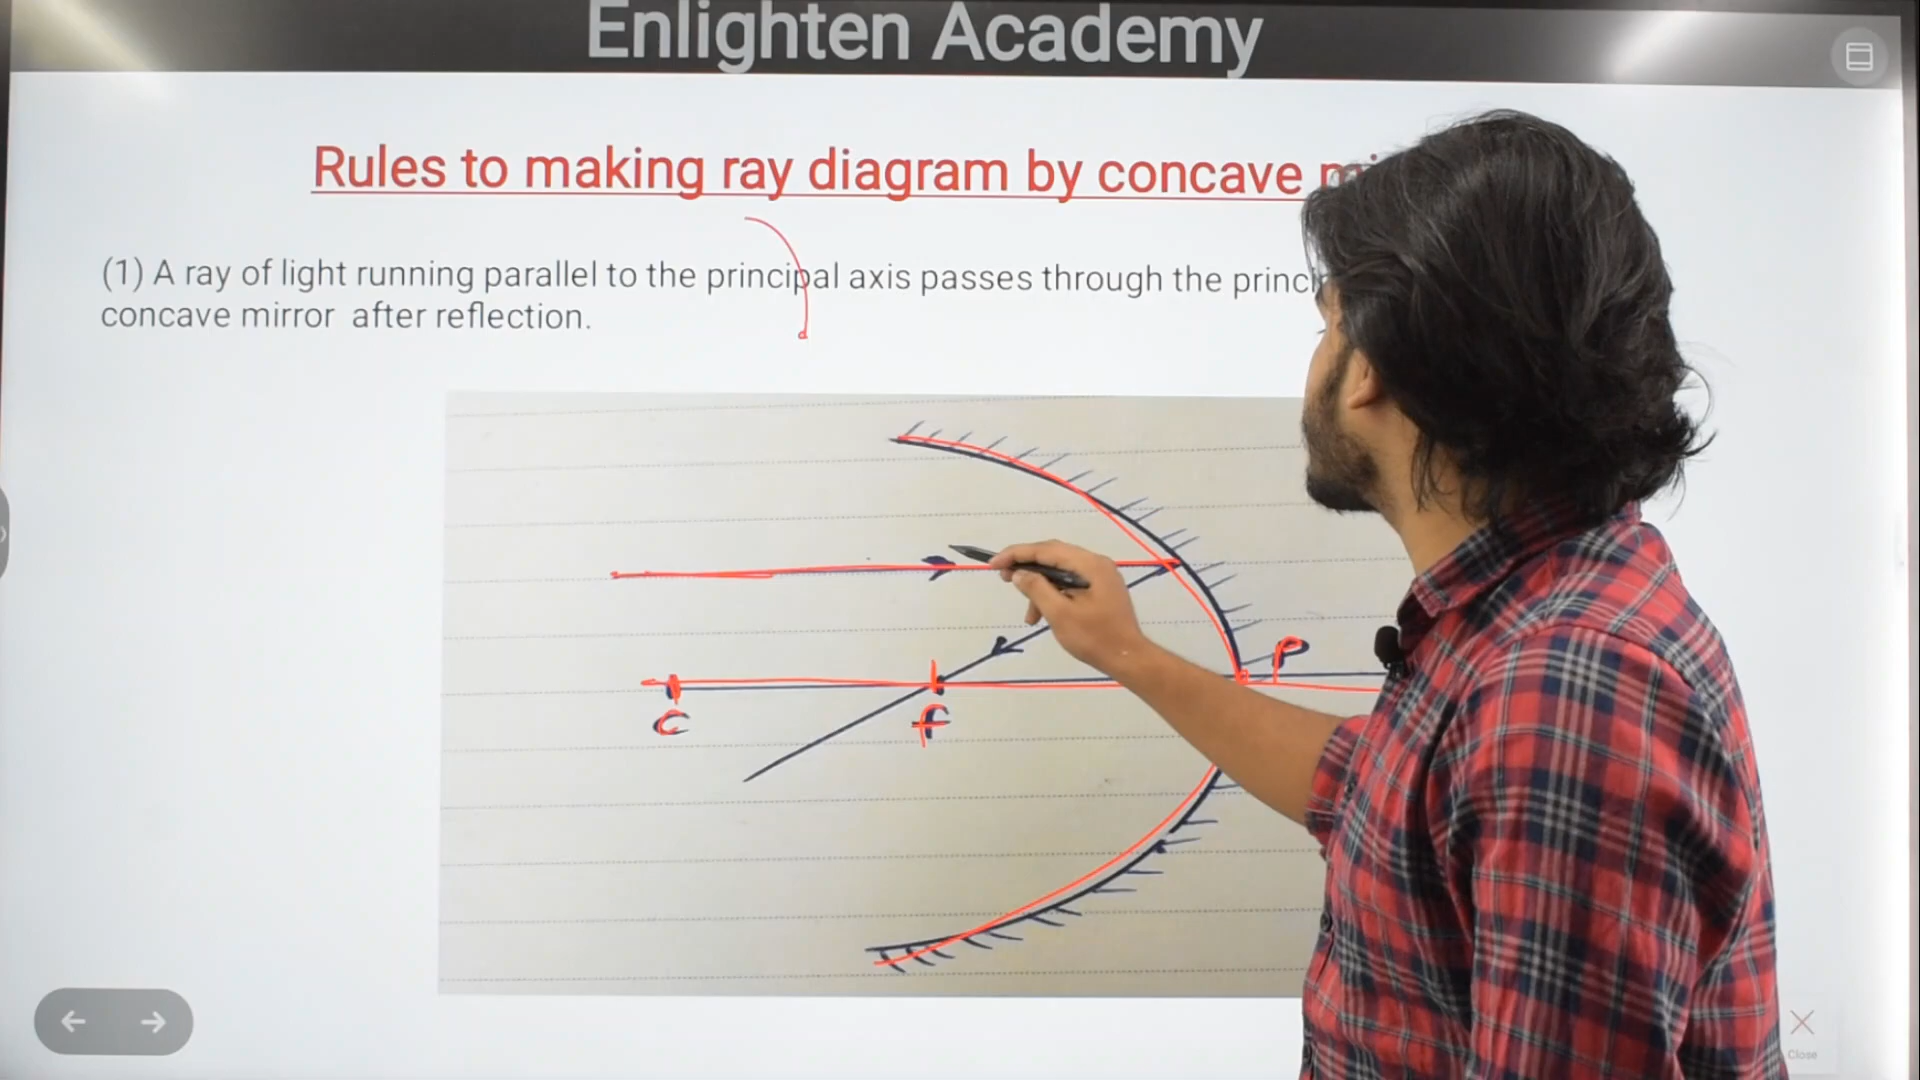 Enlighten Academy
Rules to making ray diagram by concave
(1) A ray of light running parallel to the principal axis passes through the
concave mirror after reflection.
P
C
f
Close